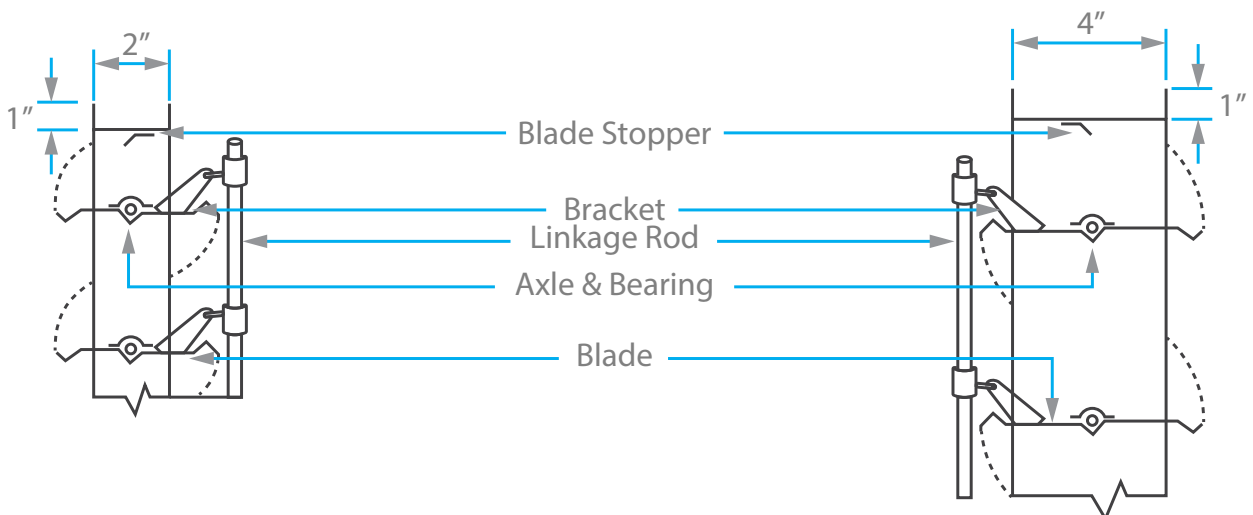 2”
4”
1”
1”
Blade Stopper
Bracket
Linkage Rod
Axle & Bearing
Blade